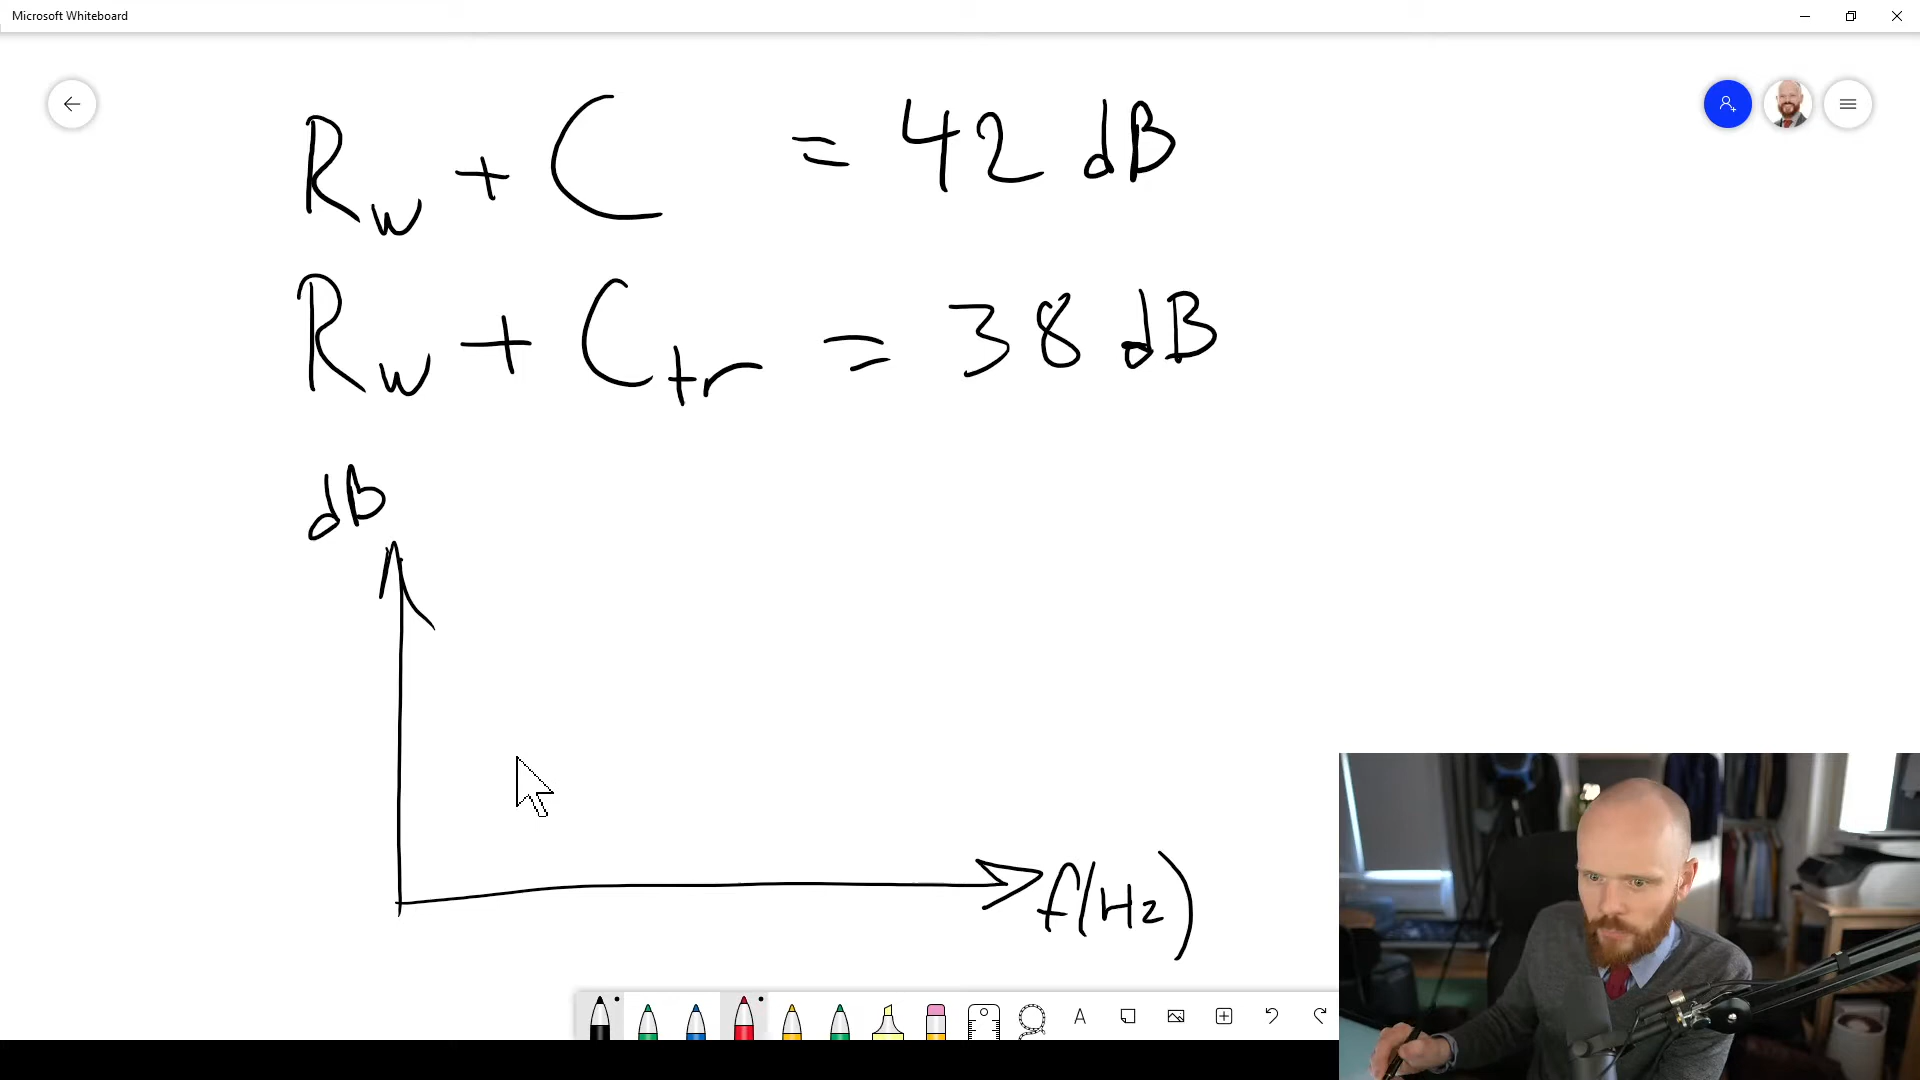 Microsoft Whiteboard
Rw + C = 42 dB
Rw + Ctr = 38 dB
dB
f(Hz)
A